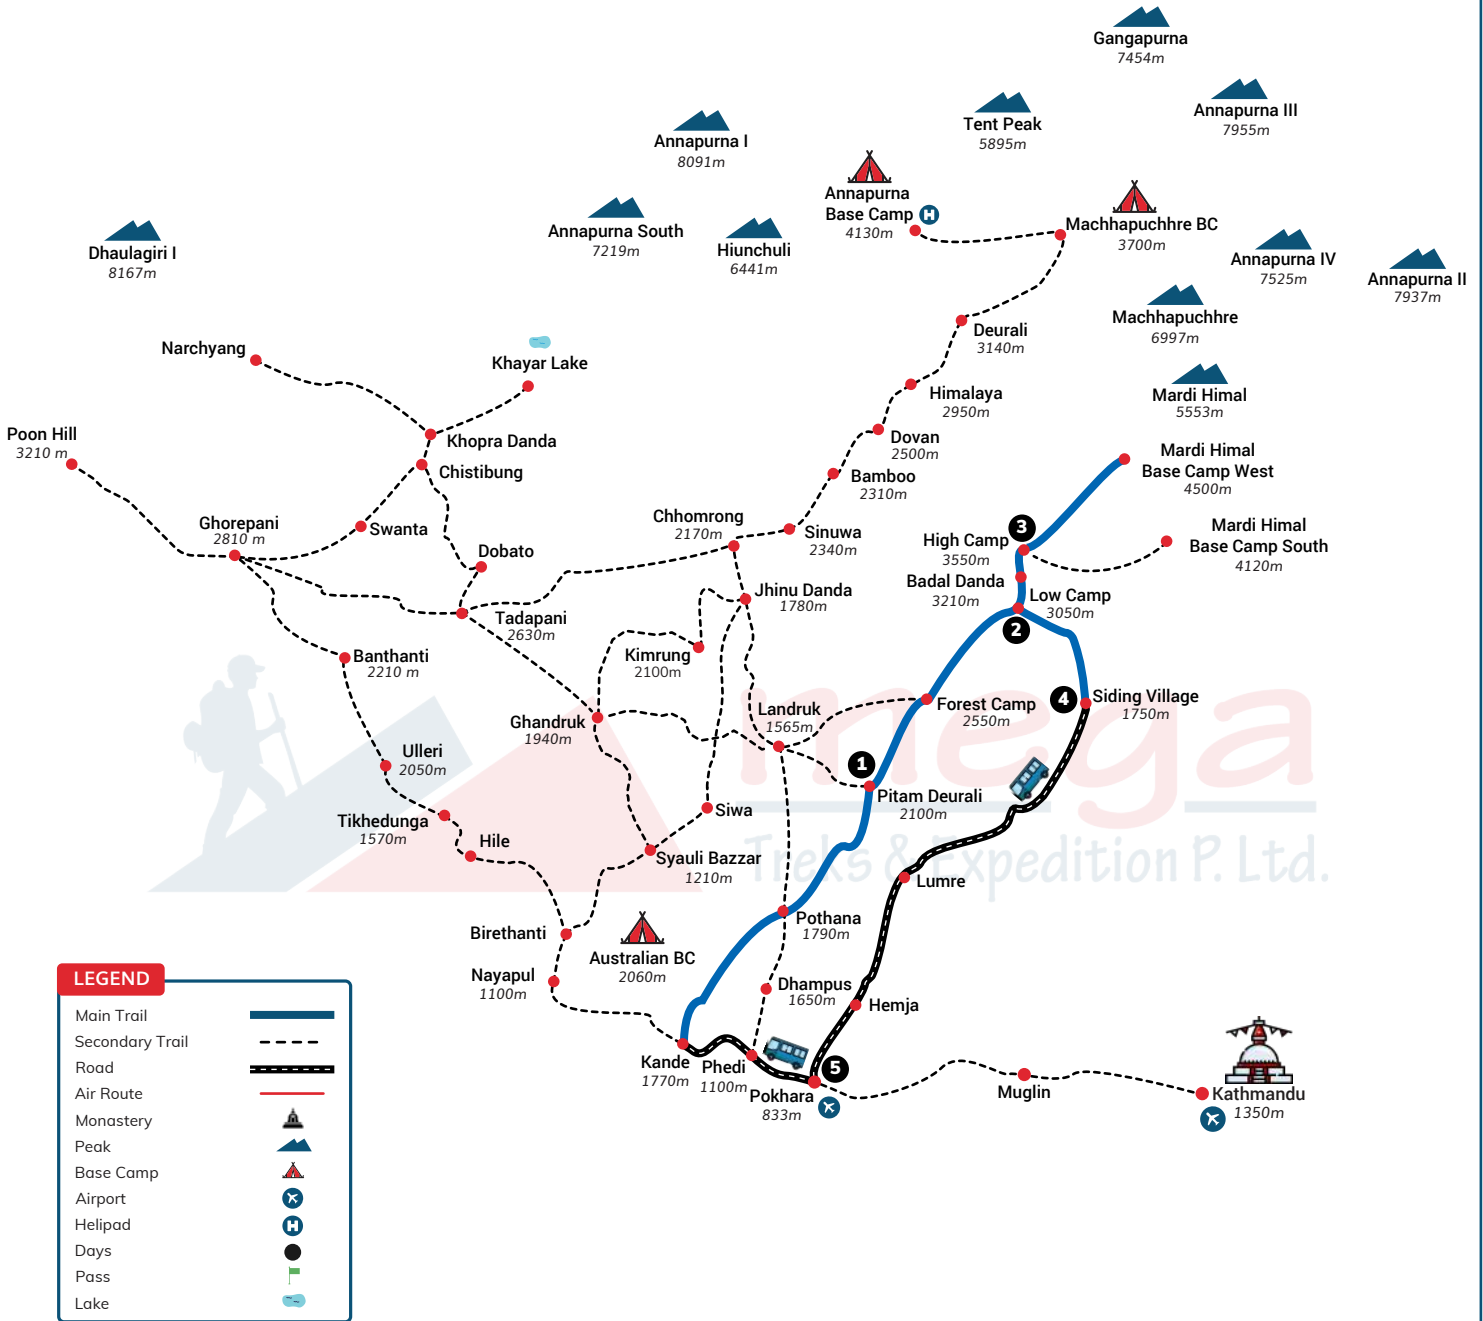 Gangapurna
7454m
Annapurna III
7955m
Tent Peak
5895m
Annapurna I
8091m
Annapurna
Base Camp
H
4130m
Machhapuchhre BC
3700m
Annapurna South
7219m
Hiunchuli
6441m
Dhaulagiri I
8167m
Annapurna IV
7525m
Annapurna II
7937m
Machhapuchhre
6997m
Deurali
3140m
Narchyang
Khayar Lake
Himalaya
2950m
Mardi Himal
5553m
Poon Hill
3210 m
Khopra Danda
Chistibung
Dovan
2500m
Bamboo
2310m
Mardi Himal
Base Camp West
4500m
Ghorepani
2810 m
Swanta
Dobato
Chhomrong
2170m
Sinuwa
2340m
3
High Camp
3550m
Mardi Himal
Base Camp South
4120m
Badal Danda
3210m
Low Camp
3050m
2
Jhinu Danda
1780m
Tadapani
2630m
Kimrung
2100m
Banthanti
2210 m
Ghandruk
1940m
Landruk
1565m
Forest Camp
2550m
4
Siding Village
1750m
mega
Treks & Expedition P. Ltd.
Ulleri
2050m
1
Pitam Deurali
2100m
Tikhedunga
1570m
Hile
Siwa
Syauli Bazzar
1210m
Lumre
Pothana
1790m
Birethanti
Australian BC
2060m
Nayapul
1100m
Dhampus
1650m
Hemja
Kande
1770m
Phedi
1100m
5
Pokhara
833m
Muglin
Kathmandu
1350m
LEGEND
Main Trail
Secondary Trail
Road
Air Route
Monastery
Peak
Base Camp
Airport
Helipad
H
Days
Pass
Lake